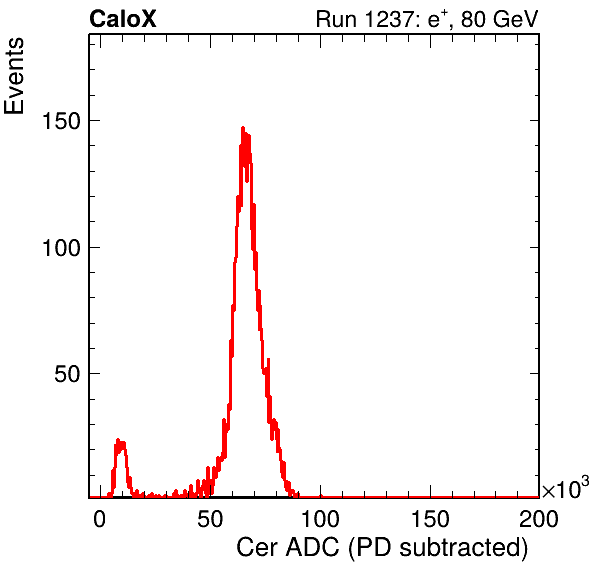 CaloX Run 1237: e⁺, 80 GeV
Events
150
100
50
0 50 100 150 200
×10³
Cer ADC (PD subtracted)